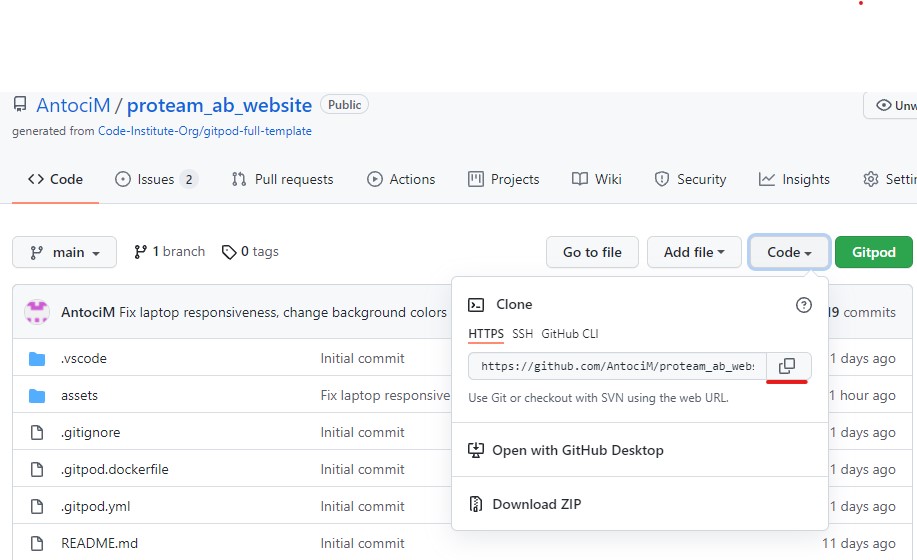 AntociM / proteam_ab_website Public
Unw
generated from Code-Institute-Org/gitpod-full-template
Code Issues 2 Pull requests Actions Projects Wiki Security Insights Settin
main 1 branch 0 tags Go to file Add file Code Gitpod
AntociM Fix laptop responsiveness, change background colors
9 commits
Clone
HTTPS SSH GitHub CLI
https://github.com/AntociM/proteam_ab_webs
Use Git or checkout with SVN using the web URL.
Open with GitHub Desktop
Download ZIP
.vscode Initial commit 1 days ago
assets Fix laptop responsive 1 hour ago
.gitignore Initial commit 1 days ago
.gitpod.dockerfile Initial commit 1 days ago
.gitpod.yml Initial commit 1 days ago
README.md Initial commit 11 days ago